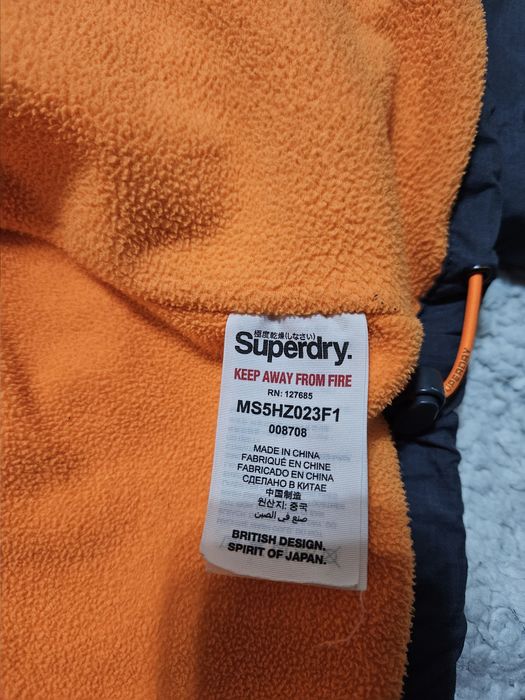 極度乾燥(しなさい)
Superdry.
KEEP AWAY FROM FIRE
RN: 127685
MS5HZ023F1
008708
MADE IN CHINA
FABRIQUÉ EN CHINE
FABRICADO EN CHINA
СДЕЛАНО В КИТАЕ
中国制造
원산지: 중국
صنع في الصين
BRITISH DESIGN.
SPIRIT OF JAPAN.